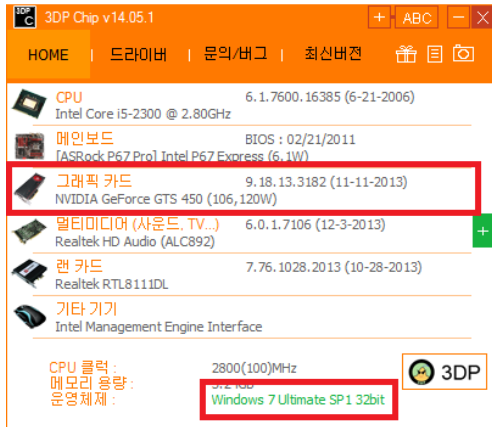 3DP Chip v14.05.1
+ ABC
HOME | 드라이버 | 문의/버그 | 최신버전
CPU 6.1.7600.16385 (6-21-2006)
Intel Core i5-2300 @ 2.80GHz
메인보드 BIOS : 02/21/2011
[ASRock P67 Pro] Intel P67 Express (6.1W)
그래픽 카드 9.18.13.3182 (11-11-2013)
NVIDIA GeForce GTS 450 (106,120W)
멀티미디어 (사운드, TV...) 6.0.1.7106 (12-3-2013)
Realtek HD Audio (ALC892)
+
랜 카드 7.76.1028.2013 (10-28-2013)
Realtek RTL8111DL
기타 기기
Intel Management Engine Interface
CPU 클럭 : 2800(100)MHz
메모리 용량 :
운영체제 : Windows 7 Ultimate SP1 32bit
3DP